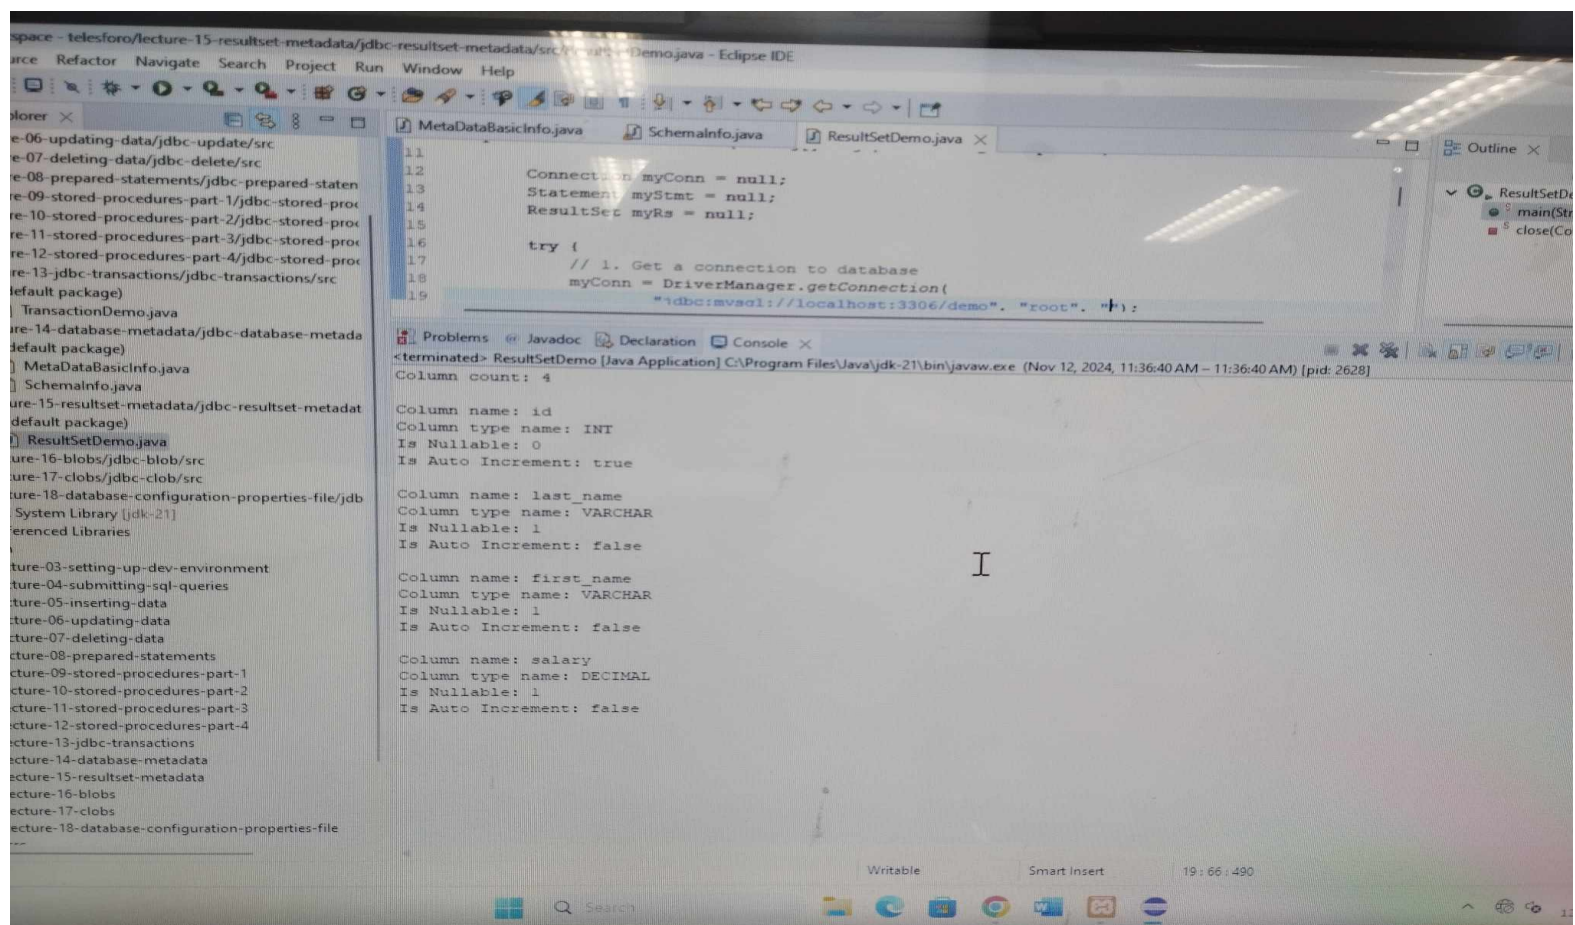 space - telesforo/lecture-15-resultset-metadata/jdbc-resultset-metadata/src/ Demo.java - Eclipse IDE
urce Refactor Navigate Search Project Run Window Help
plorer
MetaDataBasicInfo.java SchemaInfo.java ResultSetDemo.java
Outline
e-06-updating-data/jdbc-update/src
e-07-deleting-data/jdbc-delete/src
e-08-prepared-statements/jdbc-prepared-staten
re-09-stored-procedures-part-1/jdbc-stored-proc
re-10-stored-procedures-part-2/jdbc-stored-proc
re-11-stored-procedures-part-3/jdbc-stored-proc
re-12-stored-procedures-part-4/jdbc-stored-proc
re-13-jdbc-transactions/jdbc-transactions/src
default package)
TransactionDemo.java
ure-14-database-metadata/jdbc-database-metada
default package)
MetaDataBasicInfo.java
SchemaInfo.java
ure-15-resultset-metadata/jdbc-resultset-metadat
default package)
ResultSetDemo.java
ure-16-blobs/jdbc-blob/src
ure-17-clobs/jdbc-clob/src
ture-18-database-configuration-properties-file/jdb
System Library [jdk-21]
erenced Libraries
ture-03-setting-up-dev-environment
ture-04-submitting-sql-queries
ture-05-inserting-data
ture-06-updating-data
cture-07-deleting-data
cture-08-prepared-statements
cture-09-stored-procedures-part-1
cture-10-stored-procedures-part-2
cture-11-stored-procedures-part-3
cture-12-stored-procedures-part-4
ecture-13-jdbc-transactions
ecture-14-database-metadata
ecture-15-resultset-metadata
ecture-16-blobs
ecture-17-clobs
ecture-18-database-configuration-properties-file
11
12 Connection myConn = null;
13 Statement myStmt = null;
14 ResultSet myRs = null;
15
16 try {
17 // 1. Get a connection to database
18 myConn = DriverManager.getConnection(
19 "jdbc:mysql://localhost:3306/demo", "root", "");
ResultSetDe
main(Str
close(Co
Problems Javadoc Declaration Console
<terminated> ResultSetDemo [Java Application] C:\Program Files\Java\jdk-21\bin\javaw.exe (Nov 12, 2024, 11:36:40 AM – 11:36:40 AM) [pid: 2628]
Column count: 4
Column name: id
Column type name: INT
Is Nullable: 0
Is Auto Increment: true
Column name: last_name
Column type name: VARCHAR
Is Nullable: 1
Is Auto Increment: false
Column name: first_name
Column type name: VARCHAR
Is Nullable: 1
Is Auto Increment: false
Column name: salary
Column type name: DECIMAL
Is Nullable: 1
Is Auto Increment: false
Writable Smart Insert 19 : 66 : 490
Search